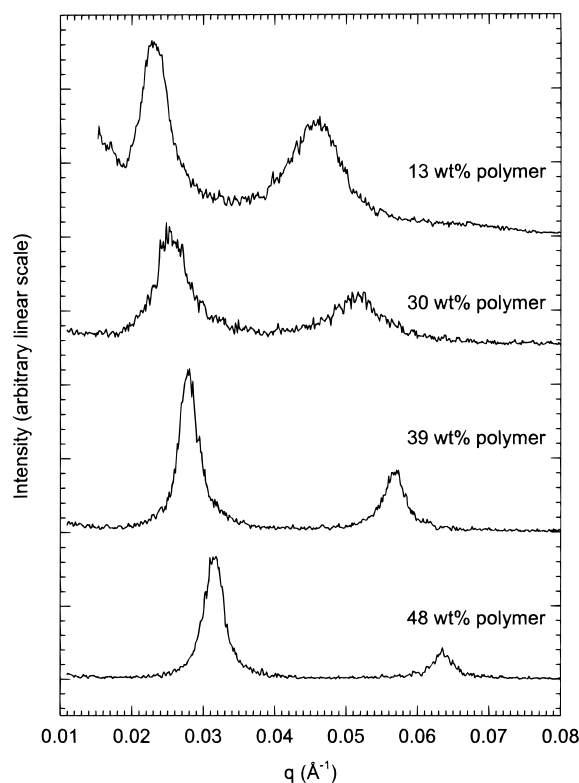 Intensity (arbitrary linear scale)
13 wt% polymer
30 wt% polymer
39 wt% polymer
48 wt% polymer
0.01 0.02 0.03 0.04 0.05 0.06 0.07 0.08
q (Å-1)